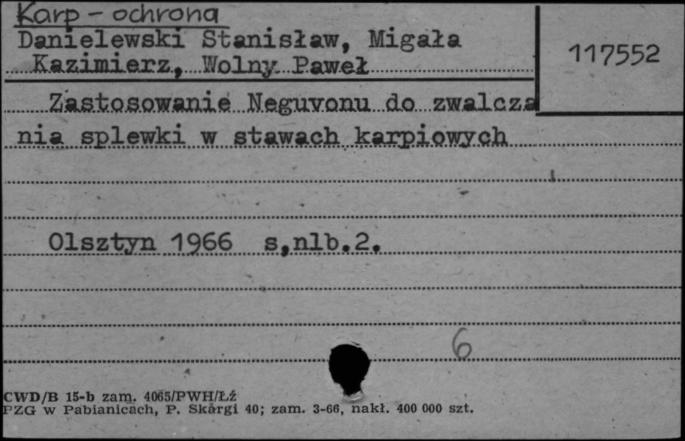 Karp - ochrona
Danielewski Stanisław, Migała
Kazimierz, Wolny Paweł
117552
Zastosowanie Neguvonu do zwalcza
nia splewki w stawach karpiowych
Olsztyn 1966 s,nlb.2.
6
CWD/B 15-b zam. 4065/PWH/Łź
PZG w Pabianicach, P. Skargi 40; zam. 3-66, nakł. 400 000 szt.